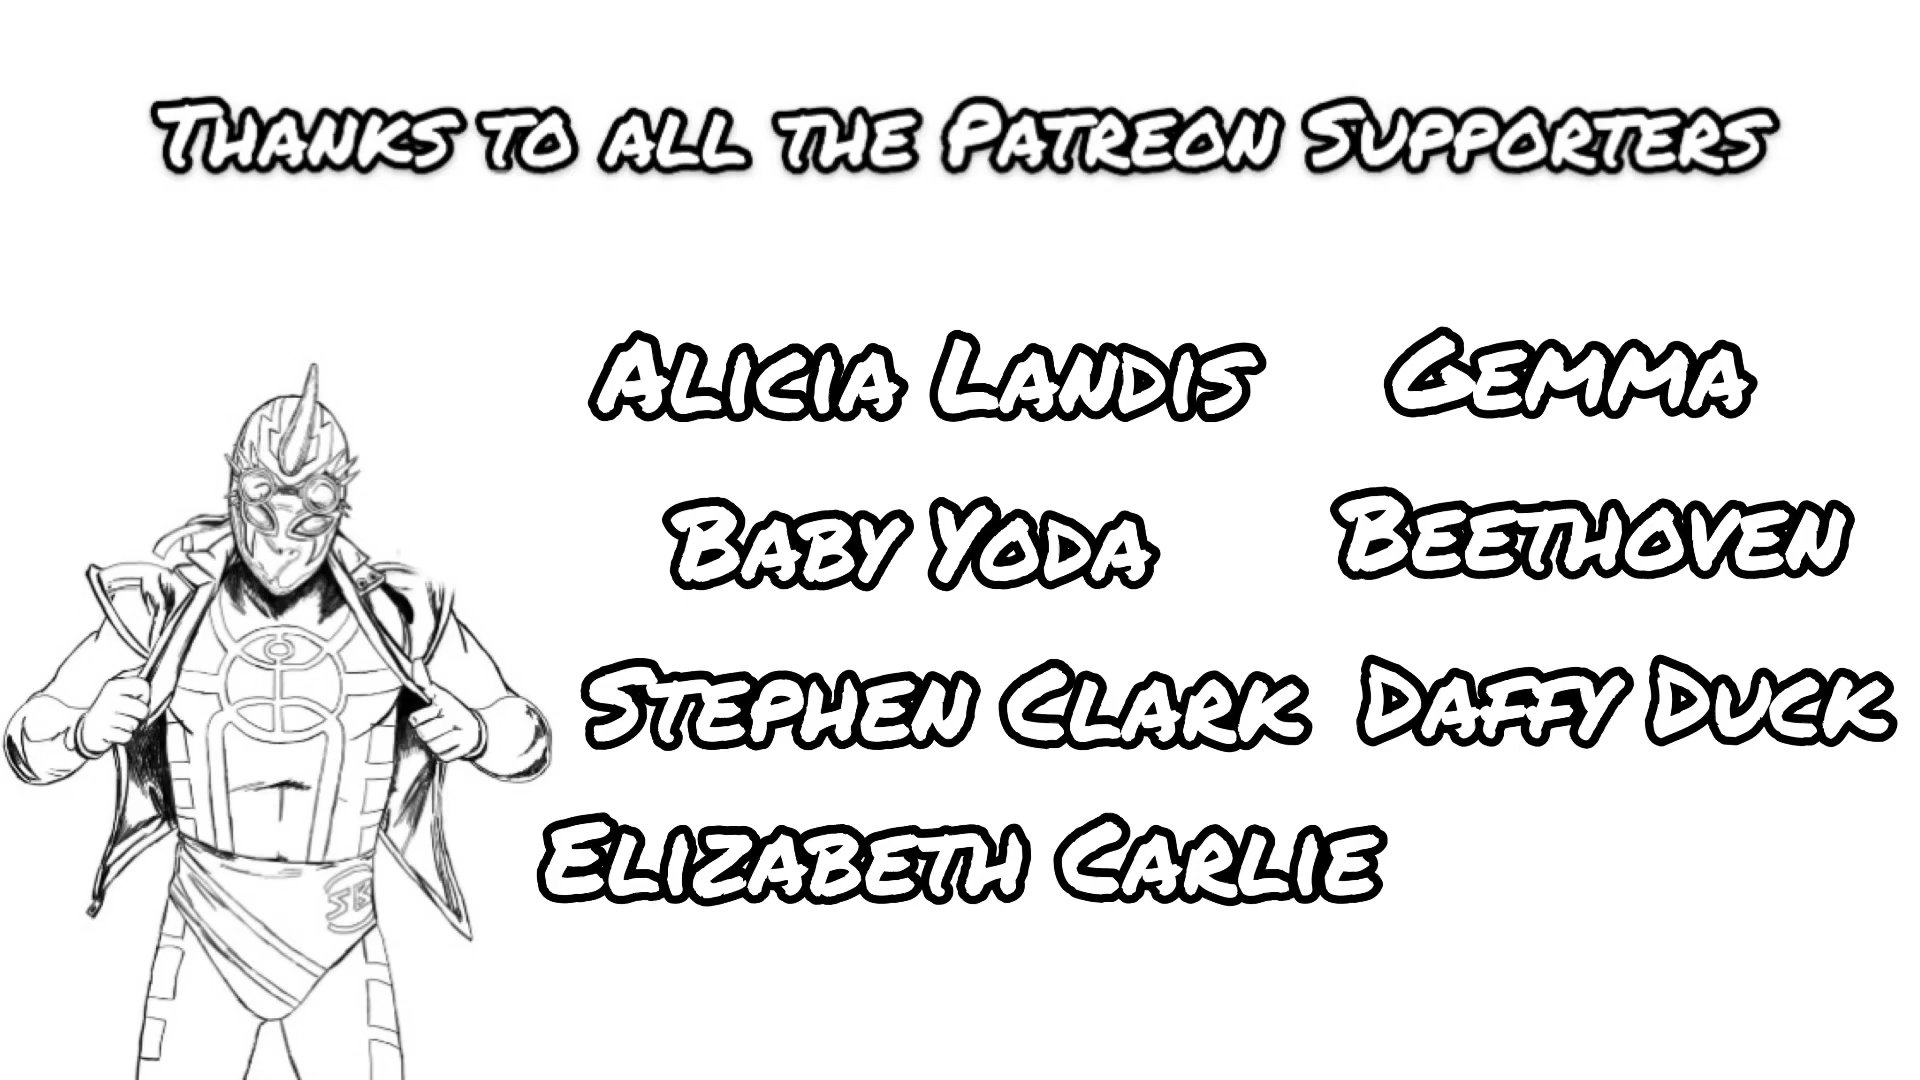 Thanks to all the Patreon Supporters
Alicia Landis
Gemma
Baby Yoda
Beethoven
Stephen Clark
Daffy Duck
Elizabeth Carlie